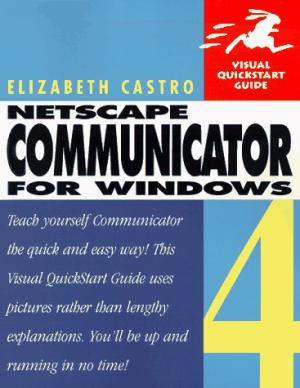 VISUAL
QUICKSTART
GUIDE
ELIZABETH CASTRO
NETSCAPE
COMMUNICATOR
FOR WINDOWS
4
Teach yourself Communicator
the quick and easy way! This
Visual QuickStart Guide uses
pictures rather than lengthy
explanations. You'll be up and
running in no time!